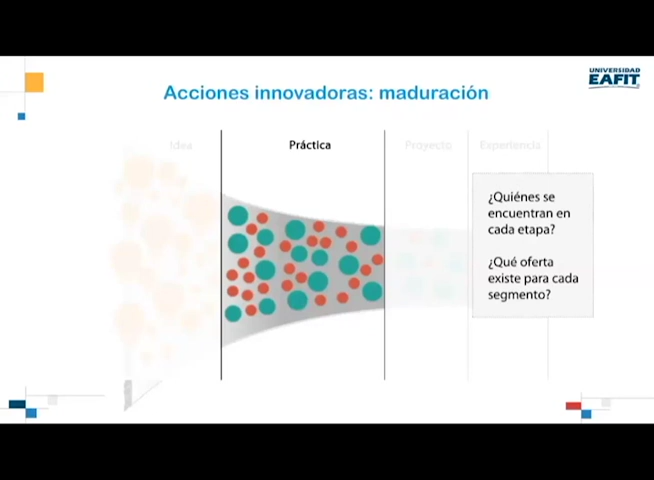 UNIVERSIDAD
EAFIT
Acciones innovadoras: maduración
Idea
Práctica
Proyecto
Experiencia
¿Quiénes se
encuentran en
cada etapa?
¿Qué oferta
existe para cada
segmento?